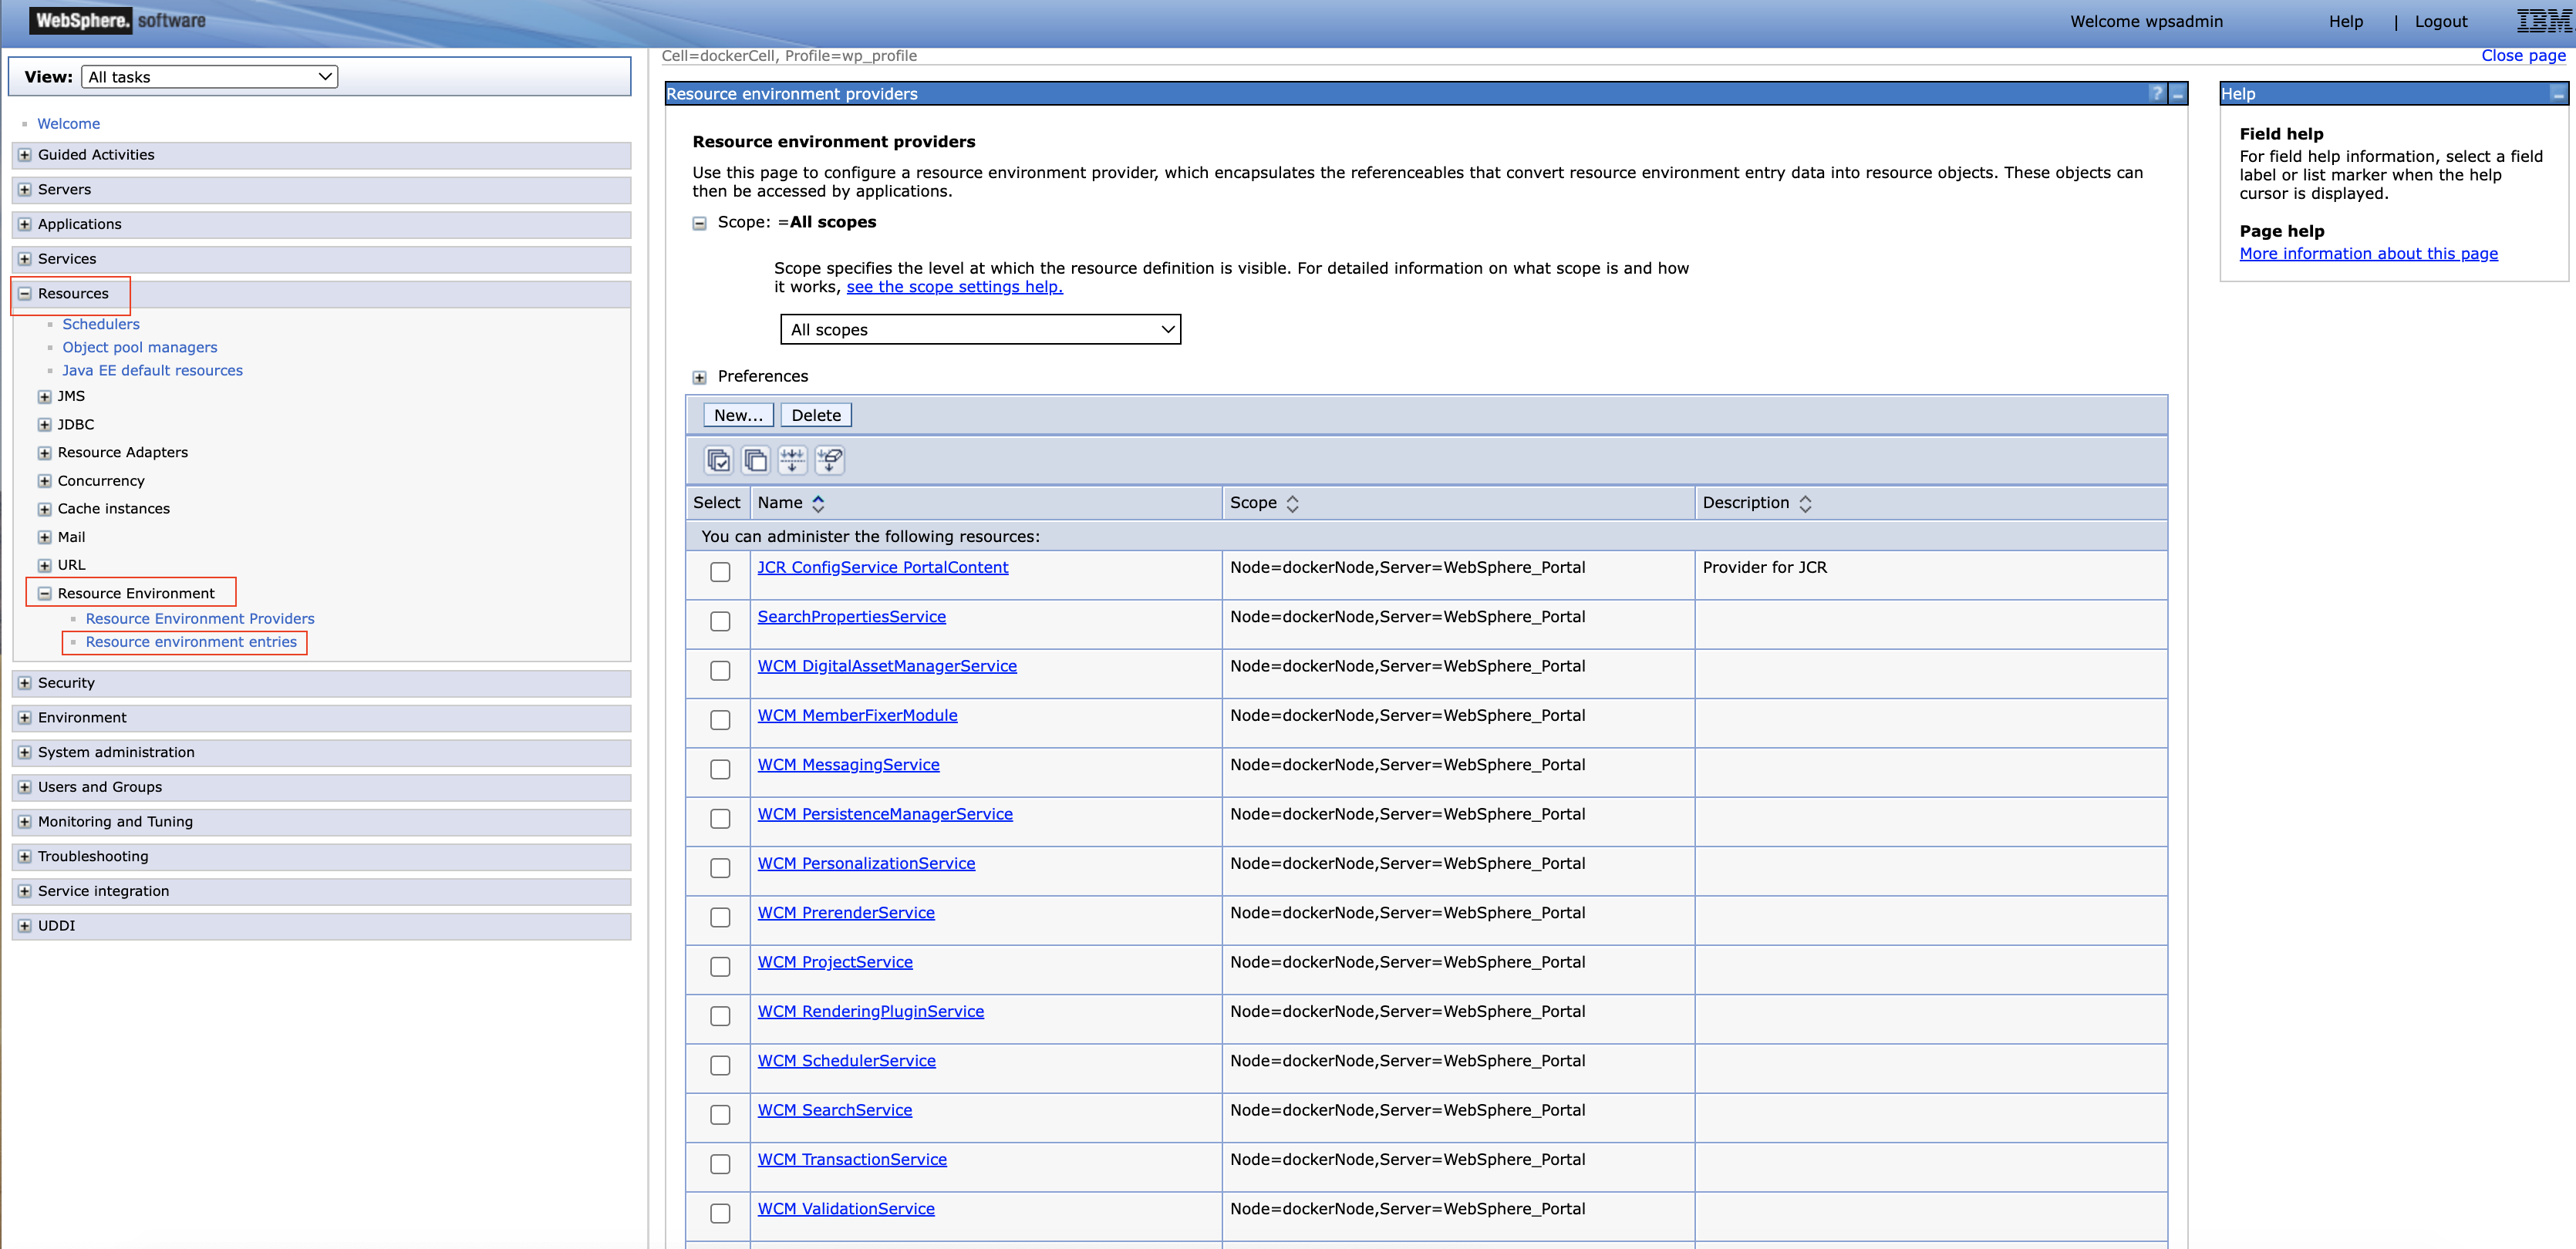 WebSphere. software
Welcome wpsadmin
Help | Logout
IBM
View: All tasks
Welcome
Guided Activities
Servers
Applications
Services
Resources
Schedulers
Object pool managers
Java EE default resources
JMS
JDBC
Resource Adapters
Concurrency
Cache instances
Mail
URL
Resource Environment
Resource Environment Providers
Resource environment entries
Security
Environment
System administration
Users and Groups
Monitoring and Tuning
Troubleshooting
Service integration
UDDI
Cell=dockerCell, Profile=wp_profile
Close page
Resource environment providers
?
Resource environment providers
Use this page to configure a resource environment provider, which encapsulates the referenceables that convert resource environment entry data into resource objects. These objects can
then be accessed by applications.
Scope: =All scopes
Scope specifies the level at which the resource definition is visible. For detailed information on what scope is and how
it works, see the scope settings help.
All scopes
Preferences
New... Delete
Select Name Scope Description
You can administer the following resources:
JCR ConfigService PortalContent Node=dockerNode,Server=WebSphere_Portal Provider for JCR
SearchPropertiesService Node=dockerNode,Server=WebSphere_Portal
WCM DigitalAssetManagerService Node=dockerNode,Server=WebSphere_Portal
WCM MemberFixerModule Node=dockerNode,Server=WebSphere_Portal
WCM MessagingService Node=dockerNode,Server=WebSphere_Portal
WCM PersistenceManagerService Node=dockerNode,Server=WebSphere_Portal
WCM PersonalizationService Node=dockerNode,Server=WebSphere_Portal
WCM PrerenderService Node=dockerNode,Server=WebSphere_Portal
WCM ProjectService Node=dockerNode,Server=WebSphere_Portal
WCM RenderingPluginService Node=dockerNode,Server=WebSphere_Portal
WCM SchedulerService Node=dockerNode,Server=WebSphere_Portal
WCM SearchService Node=dockerNode,Server=WebSphere_Portal
WCM TransactionService Node=dockerNode,Server=WebSphere_Portal
WCM ValidationService Node=dockerNode,Server=WebSphere_Portal
Help
Field help
For field help information, select a field
label or list marker when the help
cursor is displayed.
Page help
More information about this page